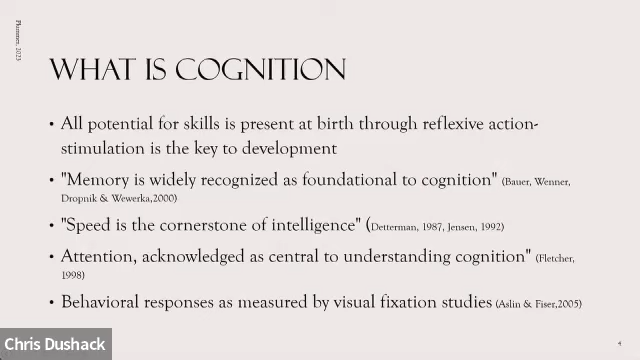 Plummer, 2023
WHAT IS COGNITION
• All potential for skills is present at birth through reflexive action-
stimulation is the key to development
• "Memory is widely recognized as foundational to cognition" (Bauer, Wenner,
Dropnik & Wewerka,2000)
• "Speed is the cornerstone of intelligence" (Detterman, 1987, Jensen, 1992)
• Attention, acknowledged as central to understanding cognition" (Fletcher,
1998)
• Behavioral responses as measured by visual fixation studies (Aslin & Fiser,2005)
Chris Dushack
4